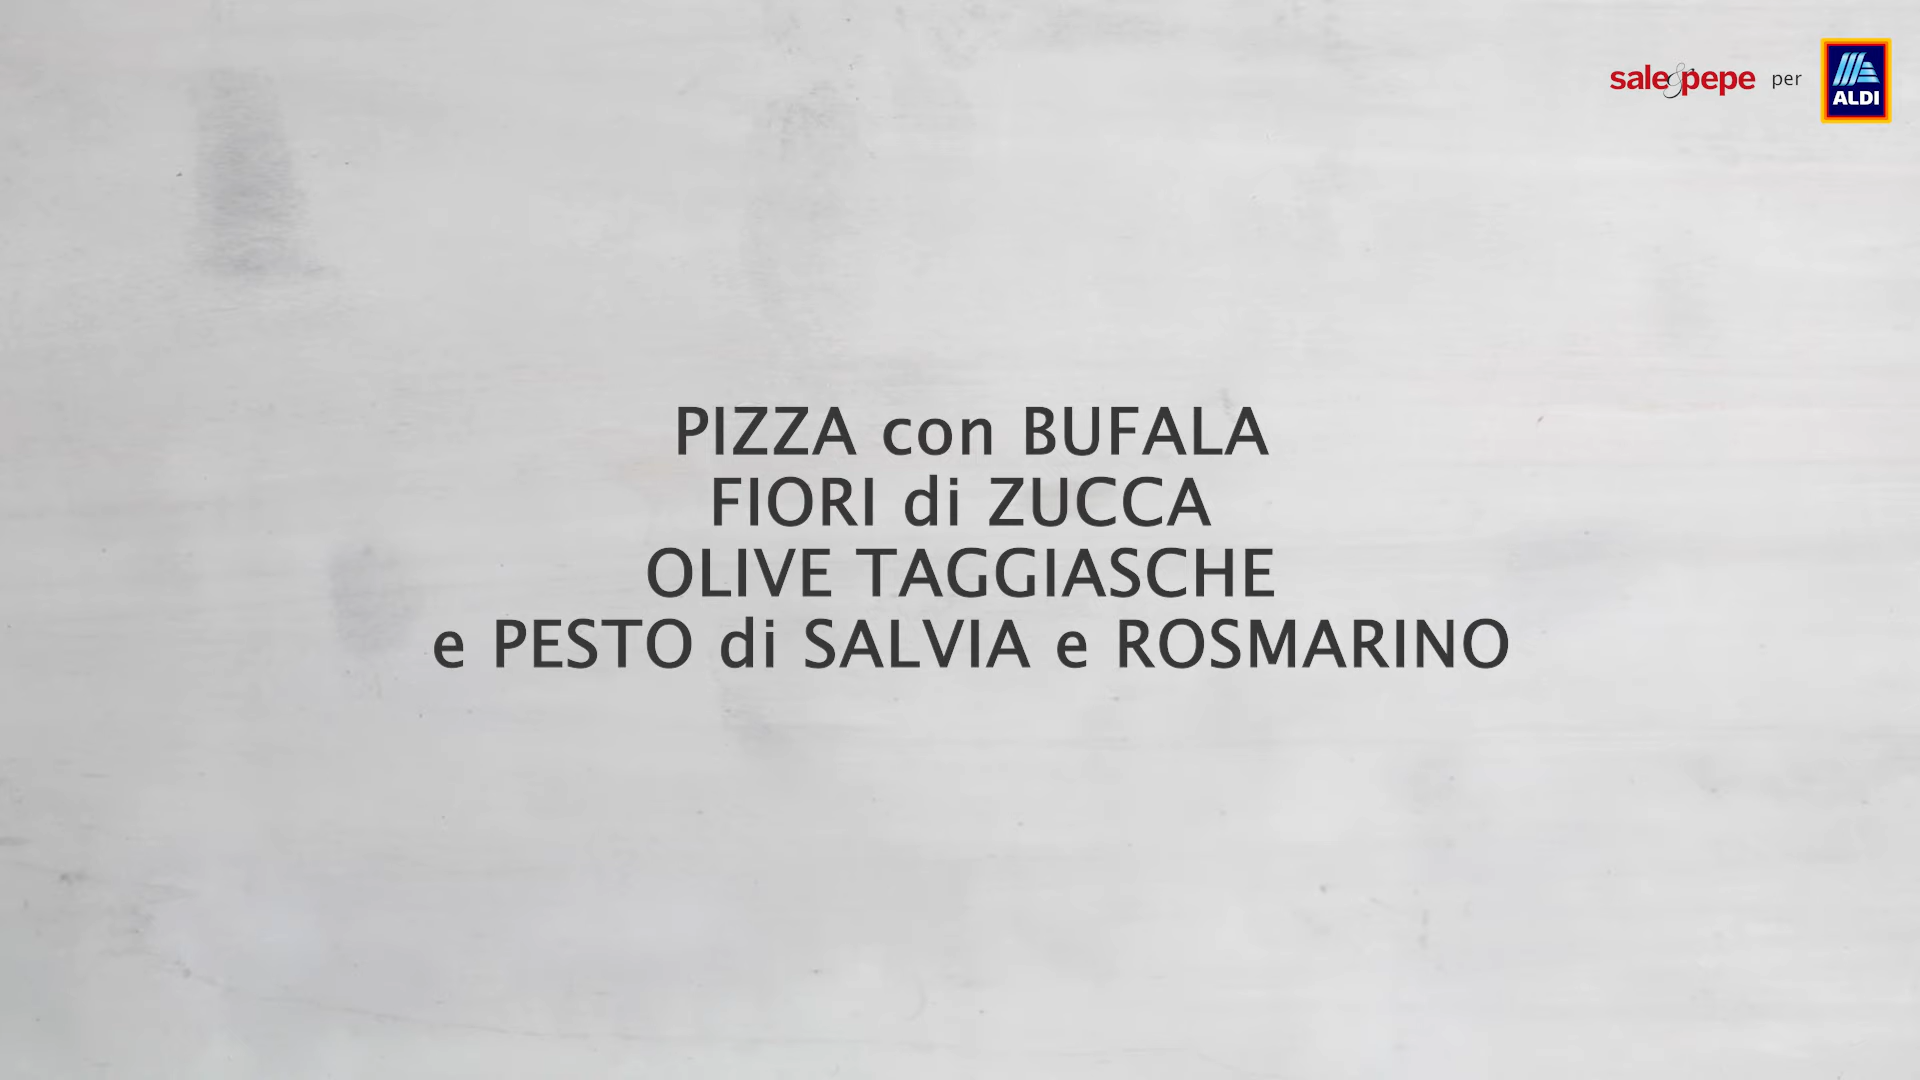 sale&pepe per ALDI
PIZZA con BUFALA
FIORI di ZUCCA
OLIVE TAGGIASCHE
e PESTO di SALVIA e ROSMARINO